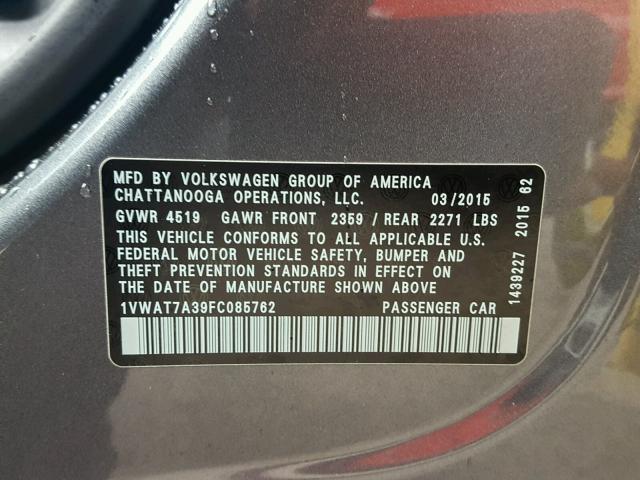 MFD BY VOLKSWAGEN GROUP OF AMERICA
CHATTANOOGA OPERATIONS, LLC. 03/2015
GVWR 4519 GAWR FRONT 2359 / REAR 2271 LBS
THIS VEHICLE CONFORMS TO ALL APPLICABLE U.S.
FEDERAL MOTOR VEHICLE SAFETY, BUMPER AND
THEFT PREVENTION STANDARDS IN EFFECT ON
THE DATE OF MANUFACTURE SHOWN ABOVE
1VWAT7A39FC085762 PASSENGER CAR
1439227 2015 62